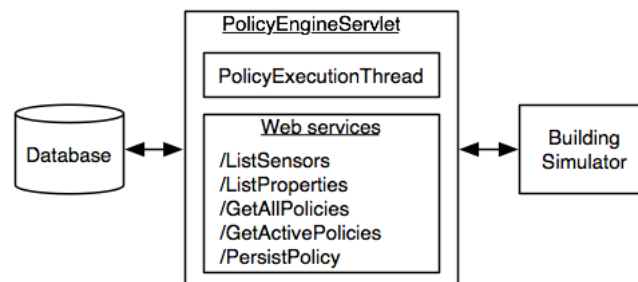 PolicyEngineServlet
PolicyExecutionThread
Web services
/ListSensors
/ListProperties
/GetAllPolicies
/GetActivePolicies
/PersistPolicy
Database
Building
Simulator